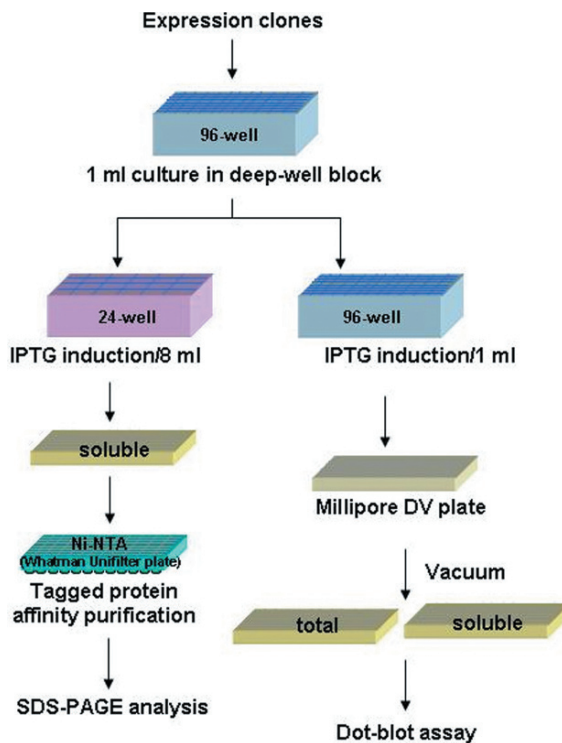 Expression clones
96-well
1 ml culture in deep-well block
24-well
IPTG induction/8 ml
soluble
Ni-NTA
(Whatman Unifilter plate)
Tagged protein
affinity purification
SDS-PAGE analysis
96-well
IPTG induction/1 ml
Millipore DV plate
Vacuum
total
soluble
Dot-blot assay